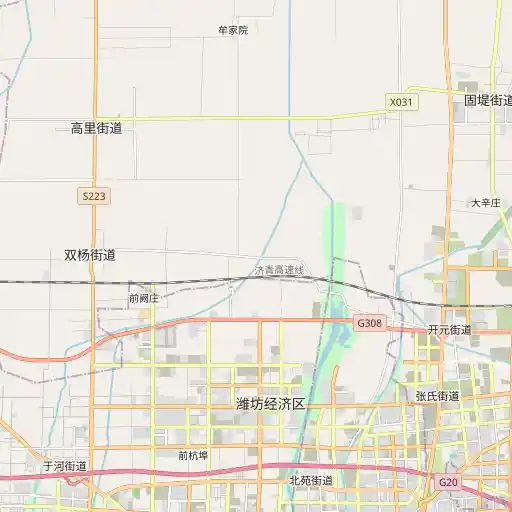 牟家院
X031
固堤街道
高里街道
S223
大辛庄
双杨街道
济青高速线
前阙庄
G308
开元街道
张氏街道
潍坊经济区
前杭埠
于河街道
北苑街道
G20